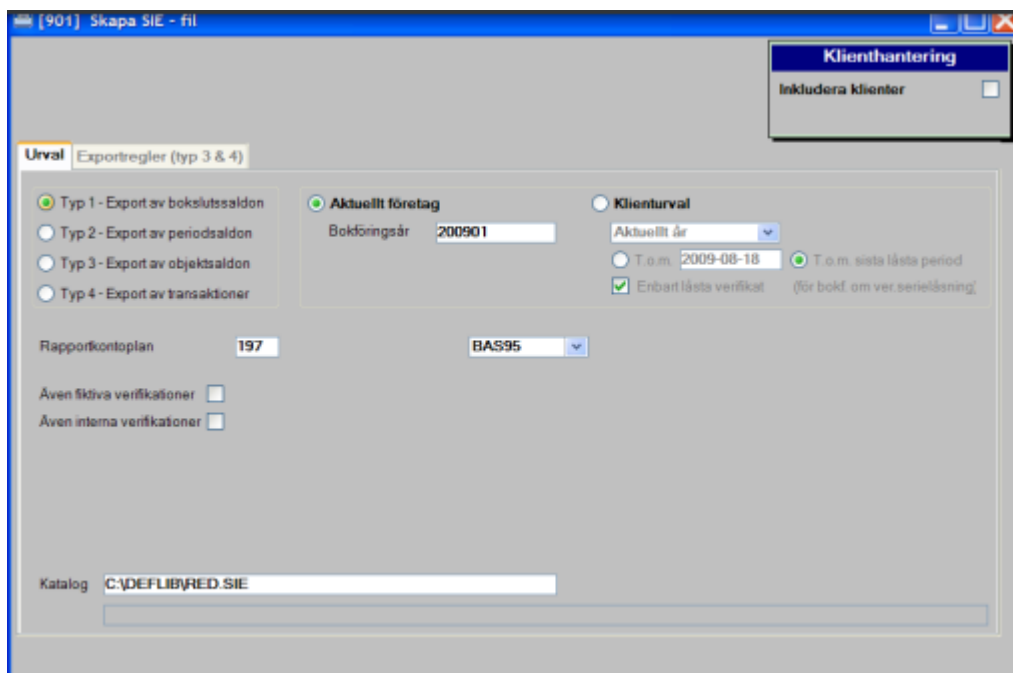 [901] Skapa SIE - fil
Klienthantering
Inkludera klienter
Urval Exportregler (typ 3 & 4)
Typ 1 - Export av bokslutssaldon
Typ 2 - Export av periodsaldon
Typ 3 - Export av objektsaldon
Typ 4 - Export av transaktioner
Aktuellt företag
Bokföringsår 200901
Klienturval
Aktuellt år
T.o.m. 2009-08-18 T.o.m. sista låsta period
Enbart låsta verifikat (för bokf. om ver.serielåsning)
Rapportkontoplan 197 BAS95
Även fiktiva verifikationer
Även interna verifikationer
Katalog C:\DEFLIB\RED.SIE